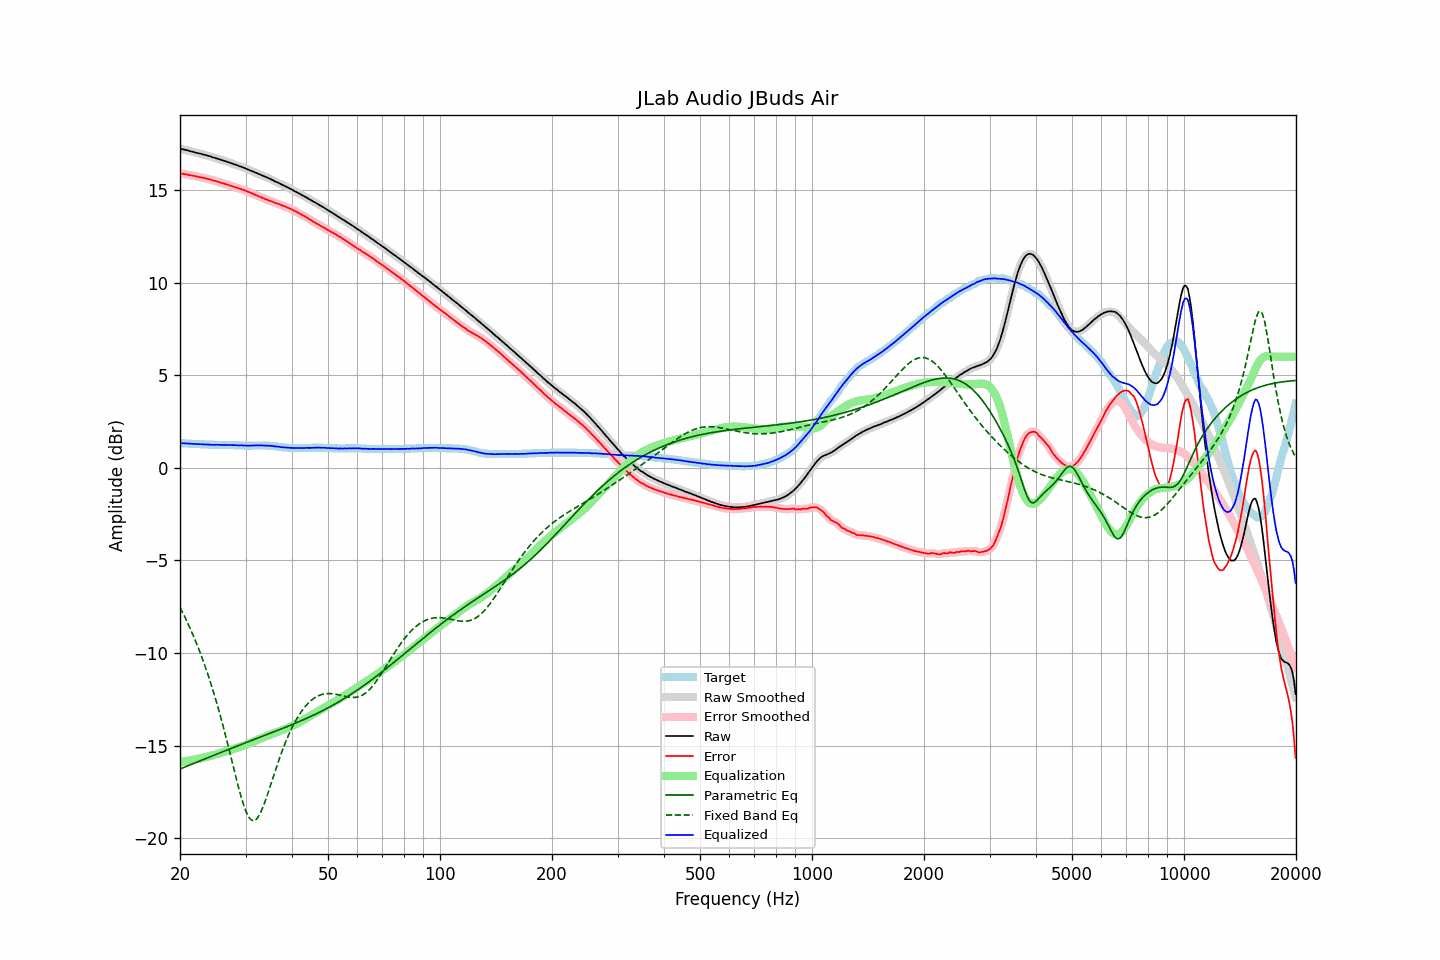 JLab Audio JBuds Air
Amplitude (dBr)
15
10
5
0
−5
−10
−15
−20
Target
Raw Smoothed
Error Smoothed
Raw
Error
Equalization
Parametric Eq
Fixed Band Eq
Equalized
20 50 100 200 500 1000 2000 5000 10000 20000
Frequency (Hz)